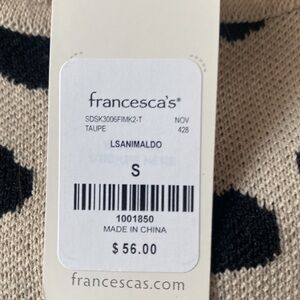 francesca's®
SDSK3006FIMK2-T NOV
TAUPE 428
LSANIMALDO
S
1001850
MADE IN CHINA
$56.00
francescas.com